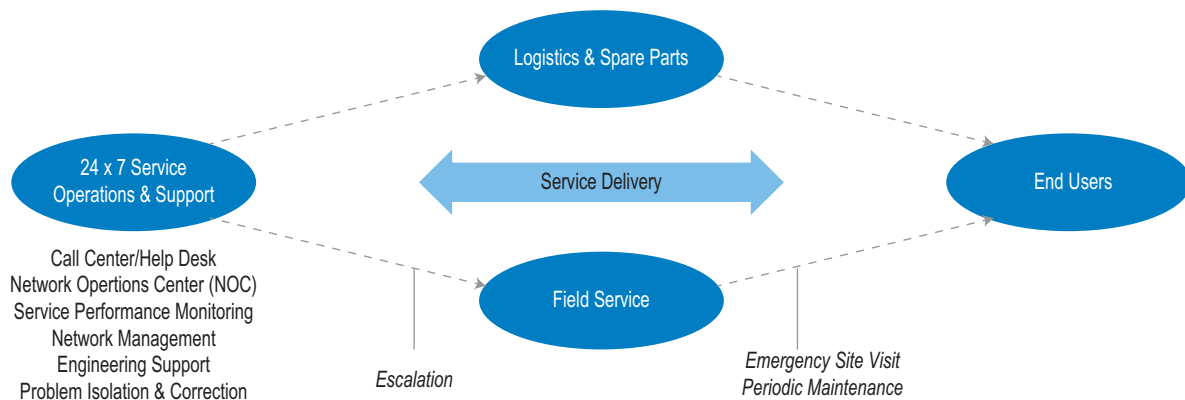 Logistics & Spare Parts
24 x 7 Service
Operations & Support
Service Delivery
End Users
Call Center/Help Desk
Network Opertions Center (NOC)
Service Performance Monitoring
Network Management
Engineering Support
Problem Isolation & Correction
Field Service
Escalation
Emergency Site Visit
Periodic Maintenance